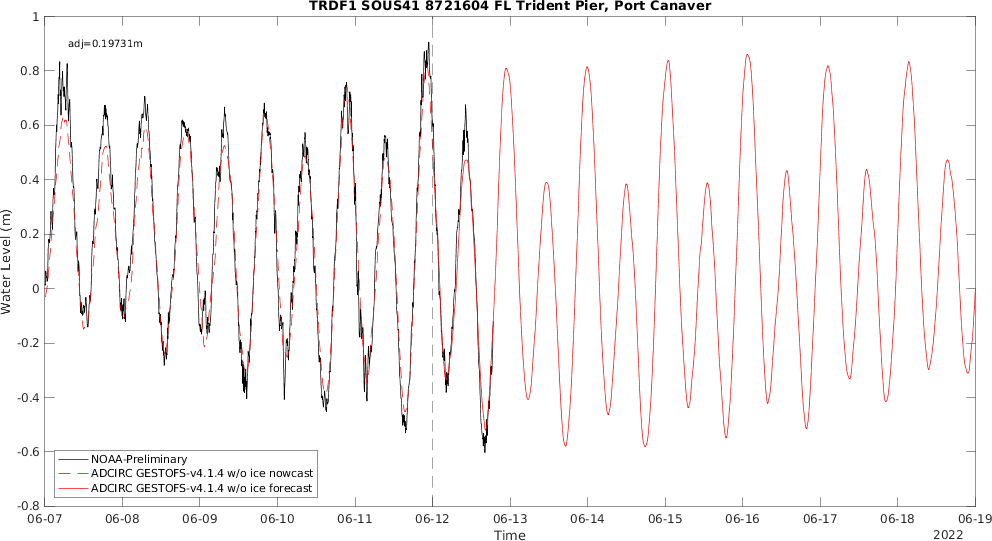 TRDF1 SOUS41 8721604 FL Trident Pier, Port Canaver
adj=0.19731m
1
0.8
0.6
0.4
0.2
0
-0.2
-0.4
-0.6
-0.8
Water Level (m)
NOAA-Preliminary
ADCIRC GESTOFS-v4.1.4 w/o ice nowcast
ADCIRC GESTOFS-v4.1.4 w/o ice forecast
06-07 06-08 06-09 06-10 06-11 06-12 06-13 06-14 06-15 06-16 06-17 06-18 06-19
Time
2022